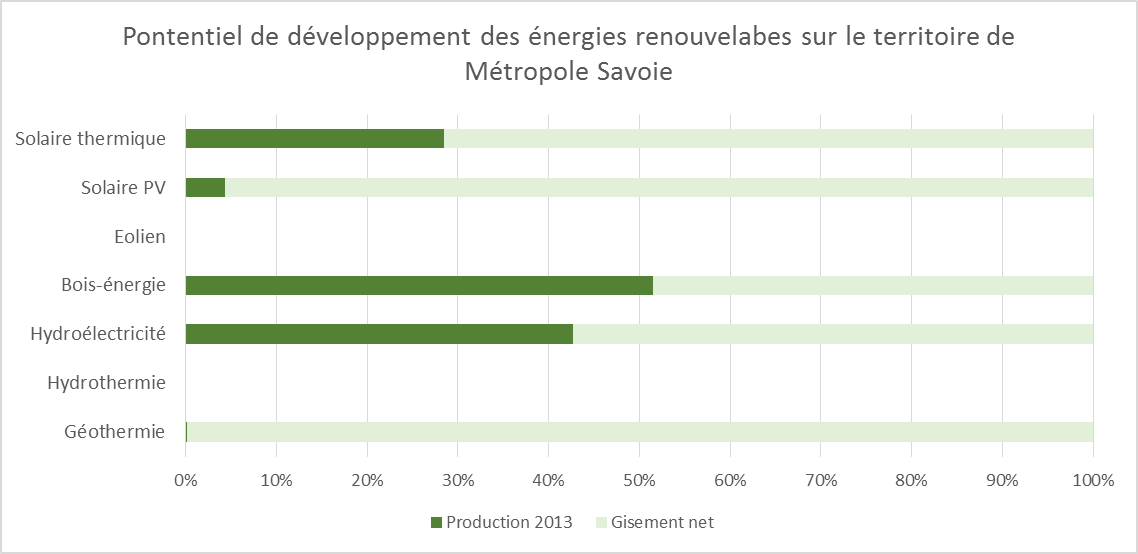 Pontentiel de développement des énergies renouvelabes sur le territoire de
Métropole Savoie
Solaire thermique
Solaire PV
Eolien
Bois-énergie
Hydroélectricité
Hydrothermie
Géothermie
0% 10% 20% 30% 40% 50% 60% 70% 80% 90% 100%
Production 2013 Gisement net